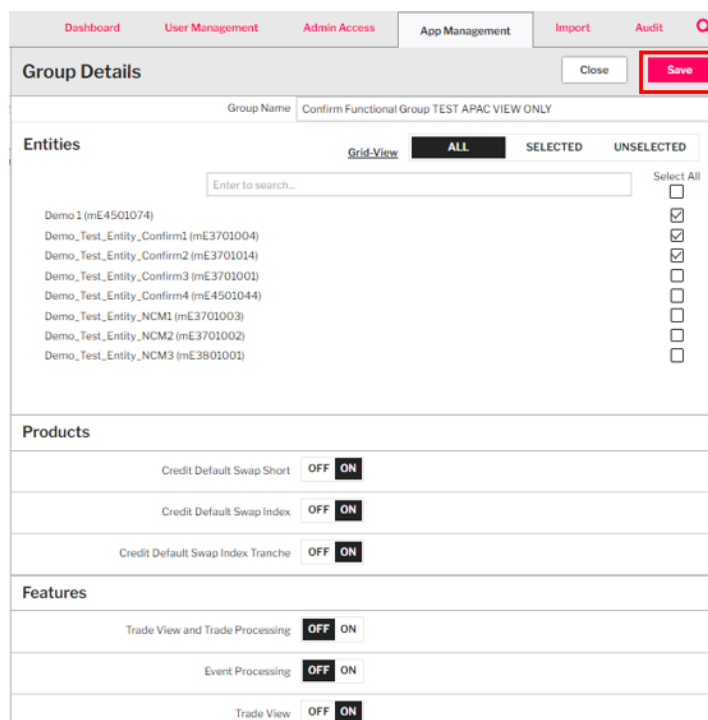 Dashboard User Management Admin Access App Management Import Audit
Group Details Close Save
Group Name Confirm Functional Group TEST APAC VIEW ONLY
Entities Grid-View ALL SELECTED UNSELECTED
Enter to search... Select All
Demo 1 (mE4501074)
Demo_Test_Entity_Confirm1 (mE3701004)
Demo_Test_Entity_Confirm2 (mE3701014)
Demo_Test_Entity_Confirm3 (mE3701001)
Demo_Test_Entity_Confirm4 (mE4501044)
Demo_Test_Entity_NCM1 (mE3701003)
Demo_Test_Entity_NCM2 (mE3701002)
Demo_Test_Entity_NCM3 (mE3801001)
Products
Credit Default Swap Short OFF ON
Credit Default Swap Index OFF ON
Credit Default Swap Index Tranche OFF ON
Features
Trade View and Trade Processing OFF ON
Event Processing OFF ON
Trade View OFF ON